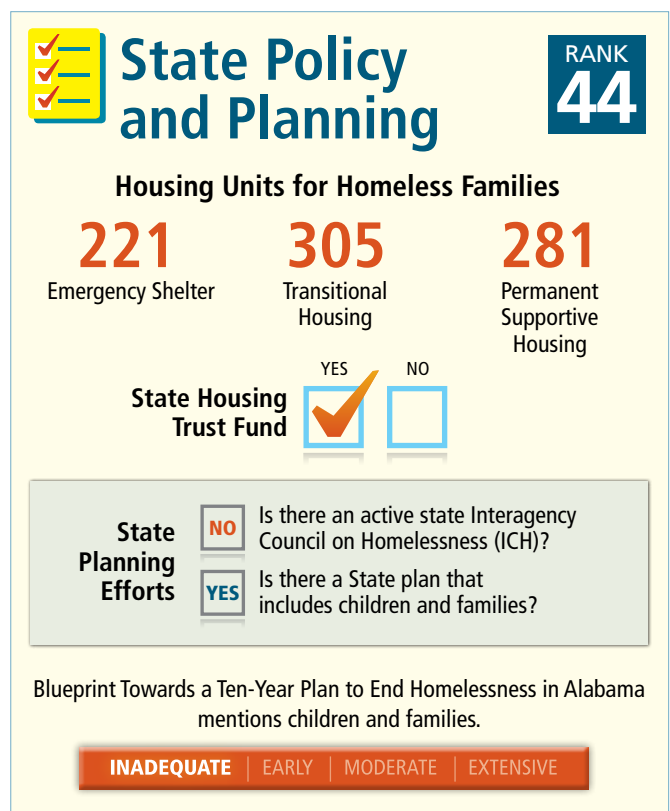 State Policy
and Planning
RANK
44
Housing Units for Homeless Families
221
Emergency Shelter
305
Transitional
Housing
281
Permanent
Supportive
Housing
YES
NO
State Housing
Trust Fund
State
Planning
Efforts
NO
Is there an active state Interagency
Council on Homelessness (ICH)?
YES
Is there a State plan that
includes children and families?
Blueprint Towards a Ten-Year Plan to End Homelessness in Alabama
mentions children and families.
INADEQUATE | EARLY | MODERATE | EXTENSIVE